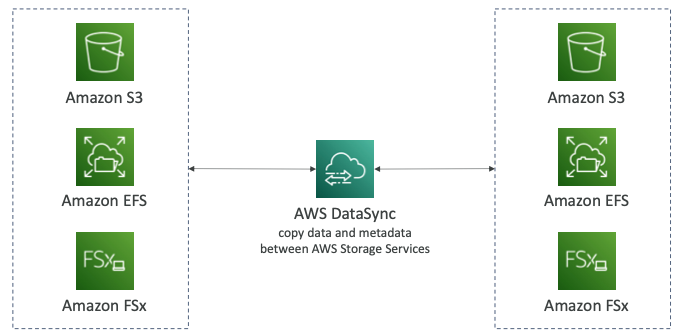 Amazon S3
Amazon EFS
FSx
Amazon FSx
AWS DataSync
copy data and metadata
between AWS Storage Services
Amazon S3
Amazon EFS
FSx
Amazon FSx